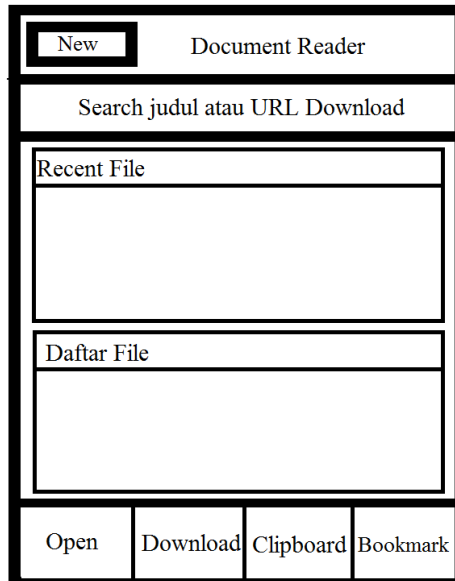 New
Document Reader
Search judul atau URL Download
Recent File
Daftar File
Open
Download
Clipboard
Bookmark